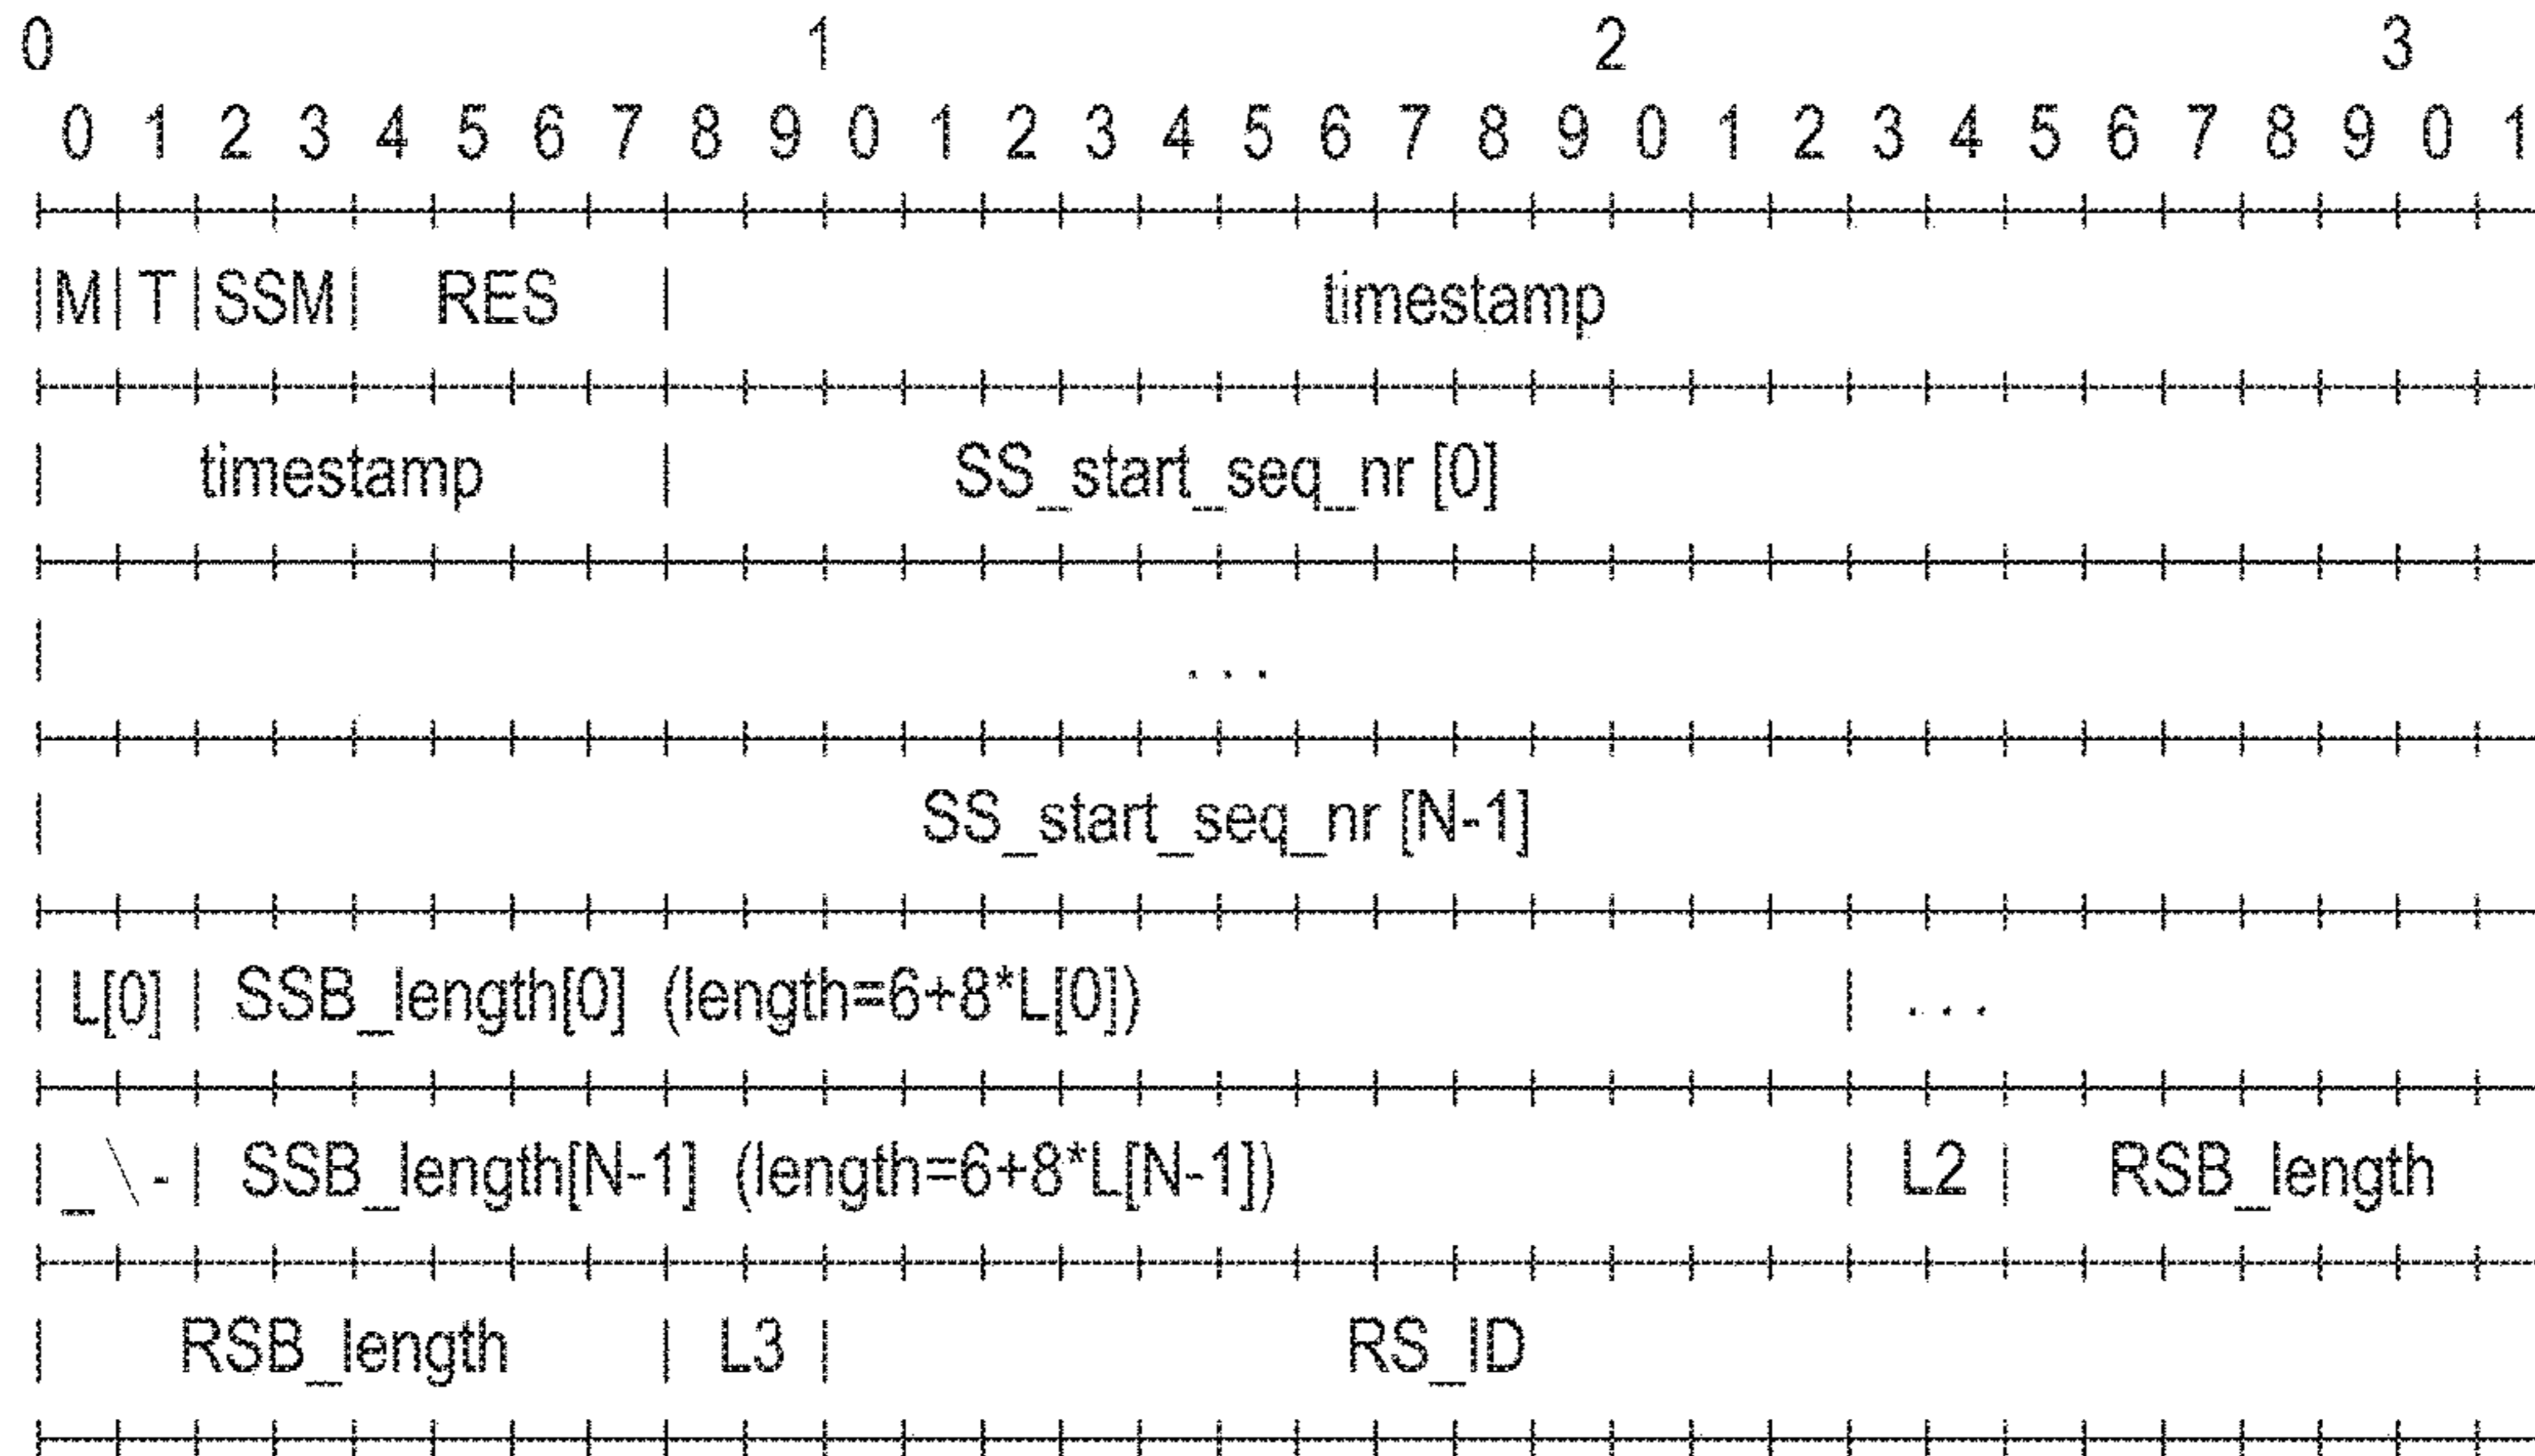 0 1 2 3
0 1 2 3 4 5 6 7 8 9 0 1 2 3 4 5 6 7 8 9 0 1 2 3 4 5 6 7 8 9 0 1
|M| T |SSM| RES | timestamp
| timestamp | SS_start_seq_nr [0]
| ...
| SS_start_seq_nr [N-1]
| L[0] | SSB_length[0] (length=6+8*L[0]) | ...
|_\-| SSB_length[N-1] (length=6+8*L[N-1]) | L2 | RSB_length
| RSB_length | L3 | RS_ID